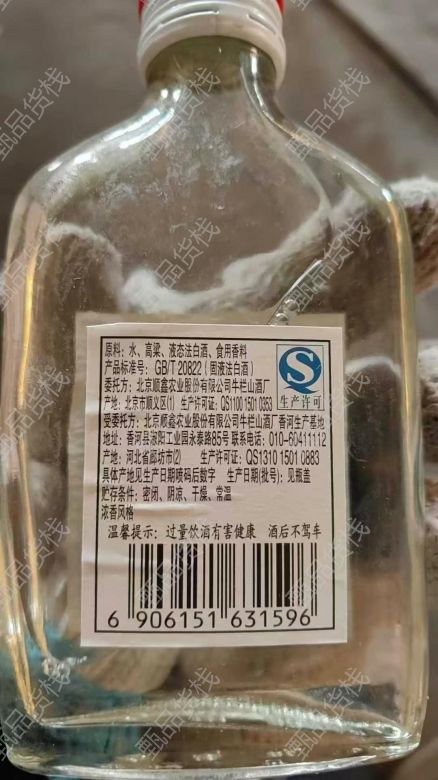 原料：水、高粱、液态法白酒、食用香料
产品标准号：GB/T 20822（固液法白酒）
委托方：北京顺鑫农业股份有限公司牛栏山酒厂
产地：北京市顺义区(1) 生产许可证：QS1100 1501 0353
受委托方：北京顺鑫农业股份有限公司牛栏山酒厂香河生产基地
地址：香河县淑阳工业园永泰路85号 联系电话：010-60411112
产地：河北省廊坊市(2) 生产许可证：QS1310 1501 0883
具体产地见生产日期喷码后数字 生产日期(批号)：见瓶盖
贮存条件：密闭、阴凉、干燥、常温
浓香风格
温馨提示：过量饮酒有害健康 酒后不驾车
生产许可
6 906151 631596
甄品货栈